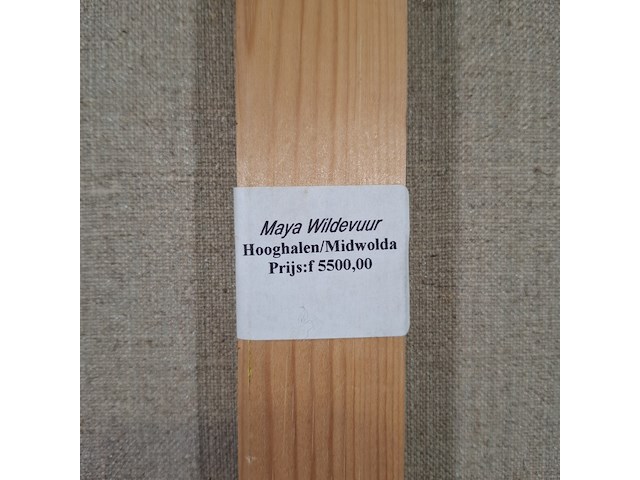 Maya Wildevuur
Hooghalen/Midwolda
Prijs:f 5500,00